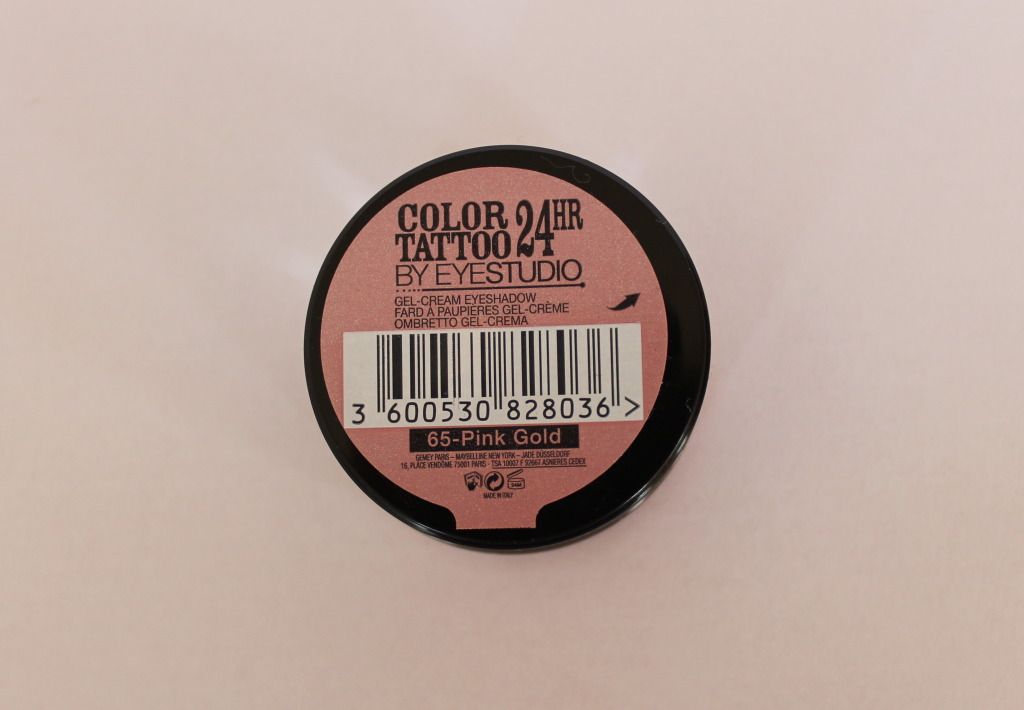 COLOR 24HR
TATTOO
BY EYESTUDIO
GEL-CREAM EYESHADOW
FARD À PAUPIERES GEL-CRÈME
OMBRETTO GEL-CREMA
3 600530 828036 >
65-Pink Gold
GEMEY PARIS – MAYBELLINE NEW YORK – JADE DÜSSELDORF
16, PLACE VENDÔME 75001 PARIS - TSA 10007 F 92667 ASNIERES CEDEX
24M
MADE IN ITALY